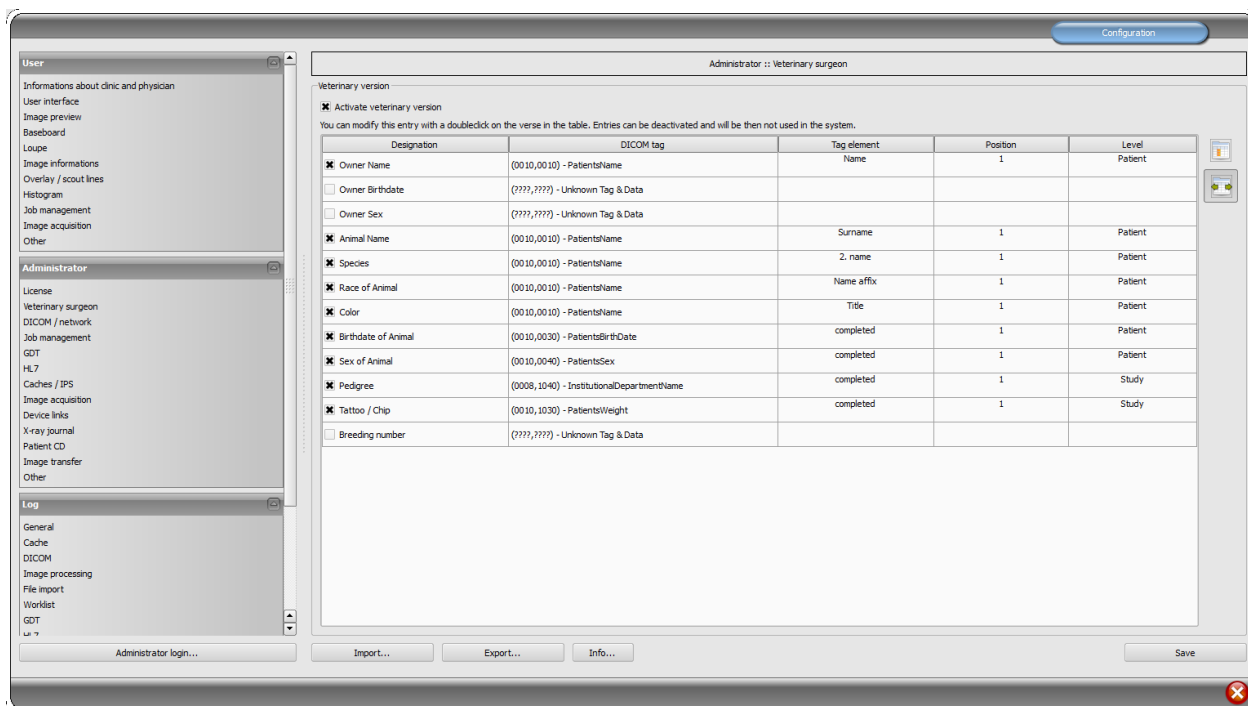 Configuration
User
Informations about clinic and physician
User interface
Image preview
Baseboard
Loupe
Image informations
Overlay / scout lines
Histogram
Job management
Image acquisition
Other
Administrator
License
Veterinary surgeon
DICOM / network
Job management
GDT
HL7
Caches / IPS
Image acquisition
Device links
X-ray journal
Patient CD
Image transfer
Other
Log
General
Cache
DICOM
Image processing
File import
Worklist
GDT
HL7
Administrator login...
Administrator :: Veterinary surgeon
Veterinary version
Activate veterinary version
You can modify this entry with a doubleclick on the verse in the table. Entries can be deactivated and will be then not used in the system.
Designation DICOM tag Tag element Position Level
Owner Name (0010,0010) - PatientsName Name 1 Patient
Owner Birthdate (????,????) - Unknown Tag & Data
Owner Sex (????,????) - Unknown Tag & Data
Animal Name (0010,0010) - PatientsName Surname 1 Patient
Species (0010,0010) - PatientsName 2. name 1 Patient
Race of Animal (0010,0010) - PatientsName Name affix 1 Patient
Color (0010,0010) - PatientsName Title 1 Patient
Birthdate of Animal (0010,0030) - PatientsBirthDate completed 1 Patient
Sex of Animal (0010,0040) - PatientsSex completed 1 Patient
Pedigree (0008,1040) - InstitutionalDepartmentName completed 1 Study
Tattoo / Chip (0010,1030) - PatientsWeight completed 1 Study
Breeding number (????,????) - Unknown Tag & Data
Import... Export... Info... Save